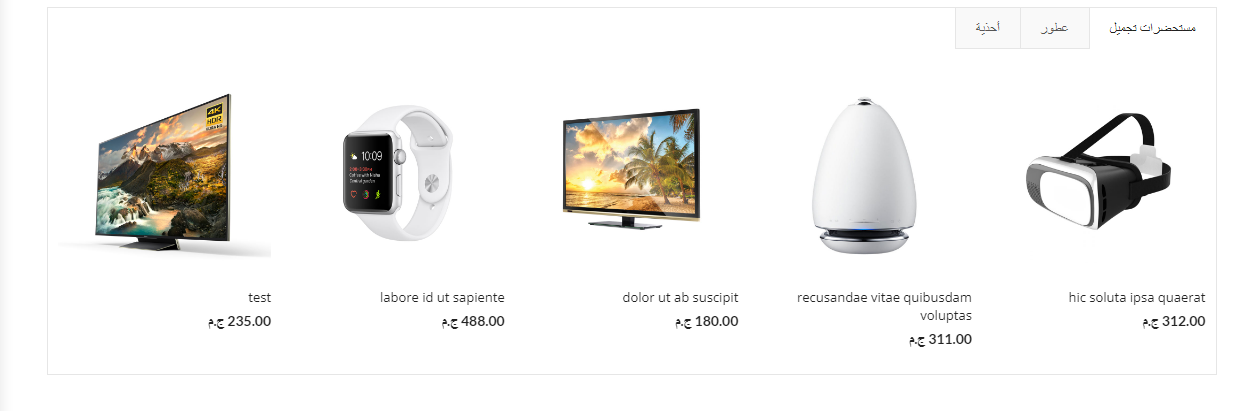 مستحضرات تجميل
عطور
أحذية
hic soluta ipsa quaerat
312.00 ج.م
recusandae vitae quibusdam
voluptas
311.00 ج.م
dolor ut ab suscipit
180.00 ج.م
labore id ut sapiente
488.00 ج.م
10:09
test
235.00 ج.م
4K
HDR